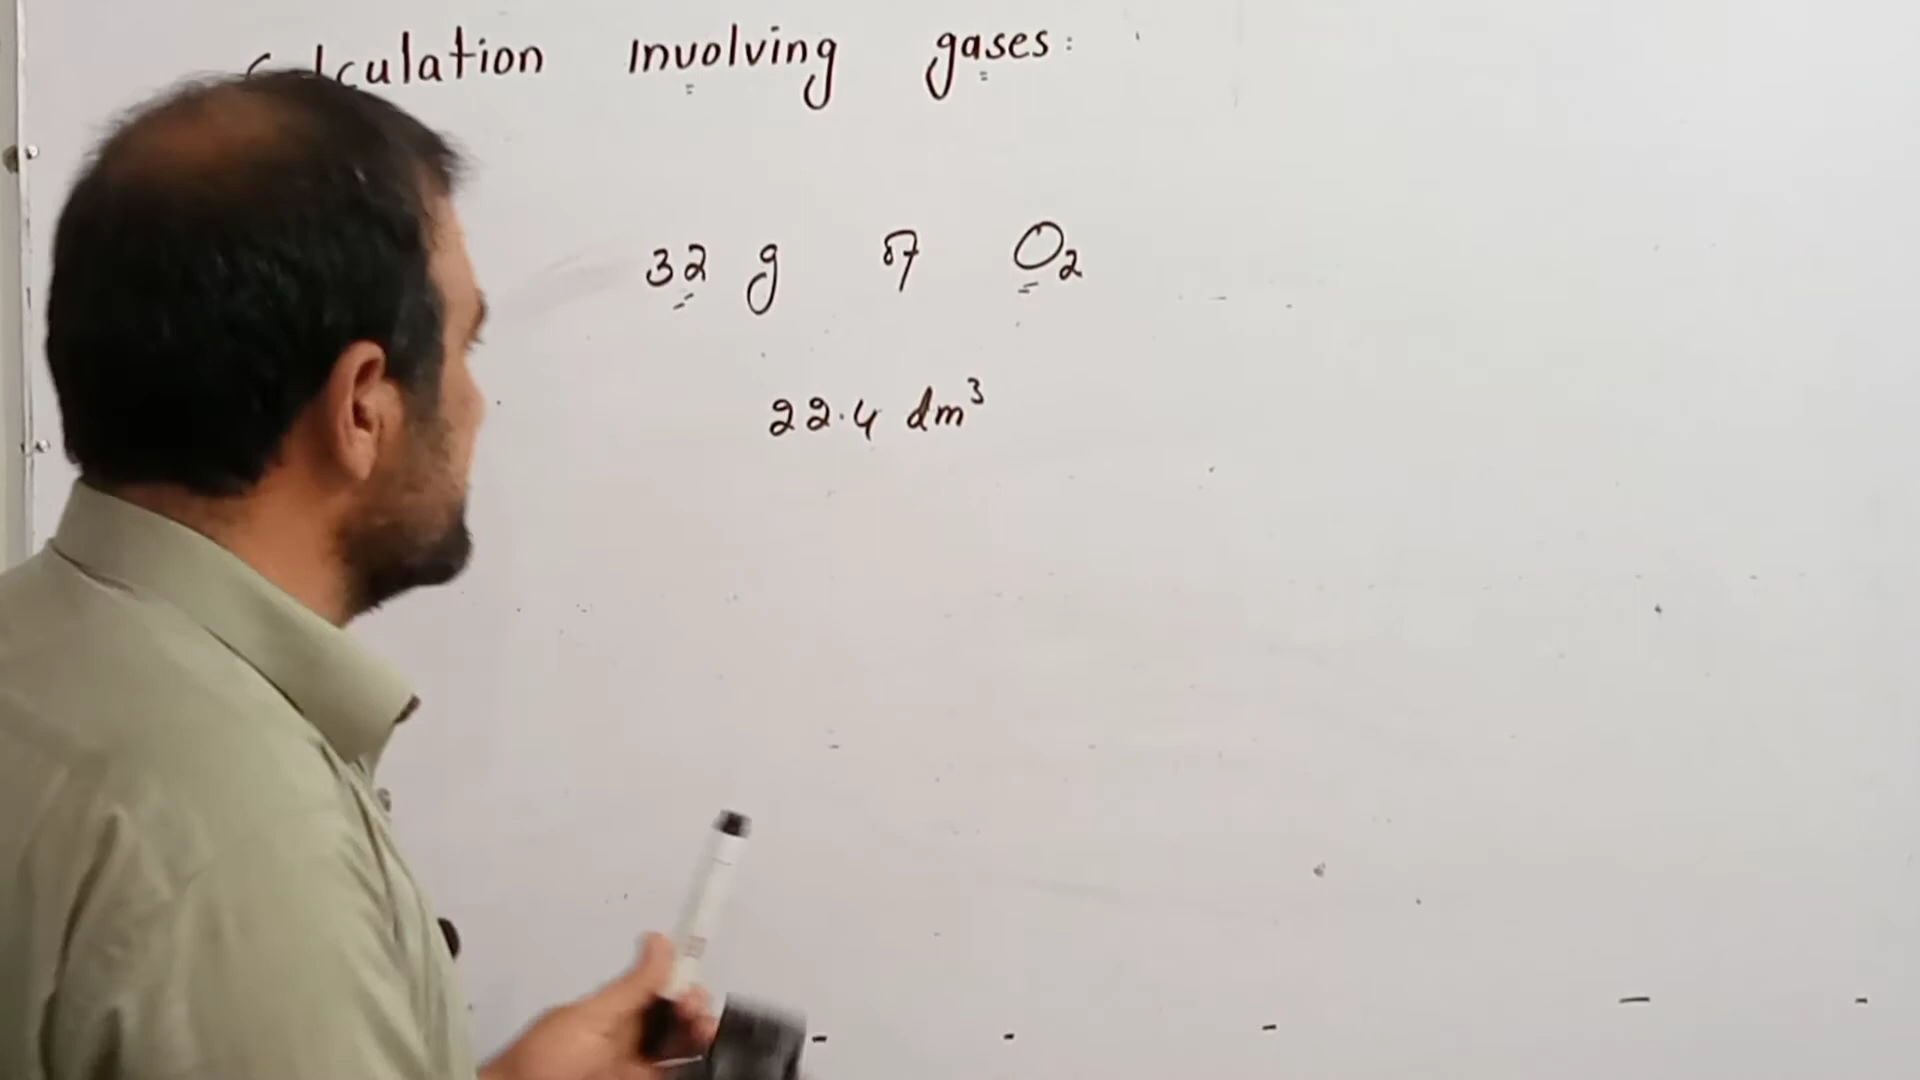 Calculation involving gases:
32 g of O₂
22.4 dm³